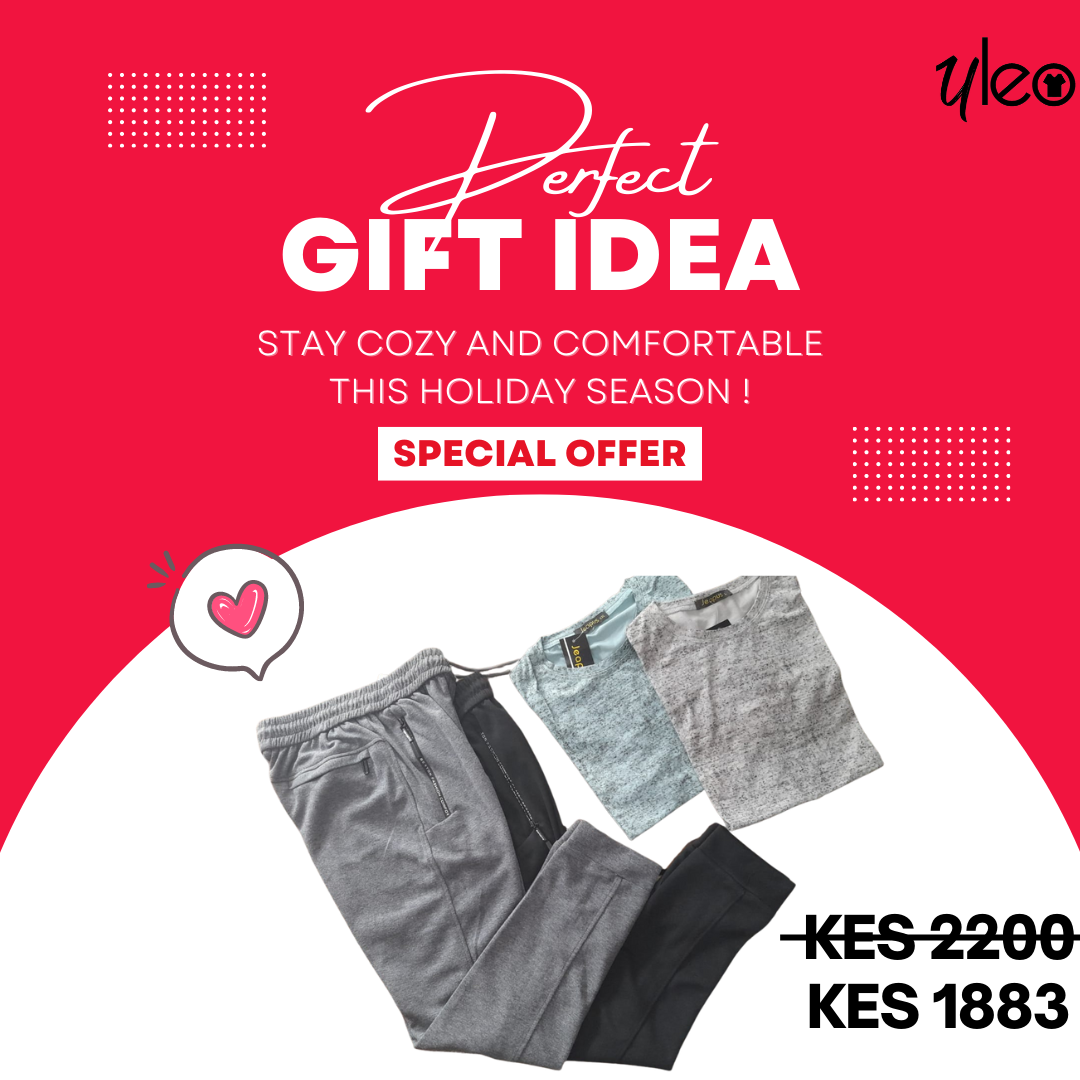 yleo
Perfect
GIFT IDEA
STAY COZY AND COMFORTABLE
THIS HOLIDAY SEASON !
SPECIAL OFFER
KES 2200
KES 1883